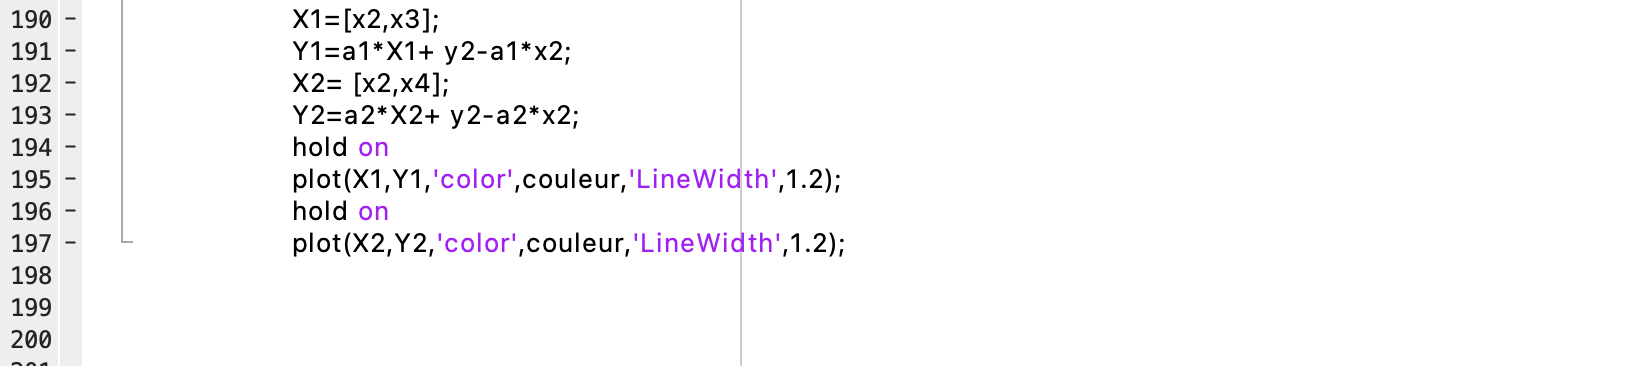 190 - X1=[x2,x3];
191 - Y1=a1*X1+ y2-a1*x2;
192 - X2= [x2,x4];
193 - Y2=a2*X2+ y2-a2*x2;
194 - hold on
195 - plot(X1,Y1,'color',couleur,'LineWidth',1.2);
196 - hold on
197 - plot(X2,Y2,'color',couleur,'LineWidth',1.2);
198
199
200